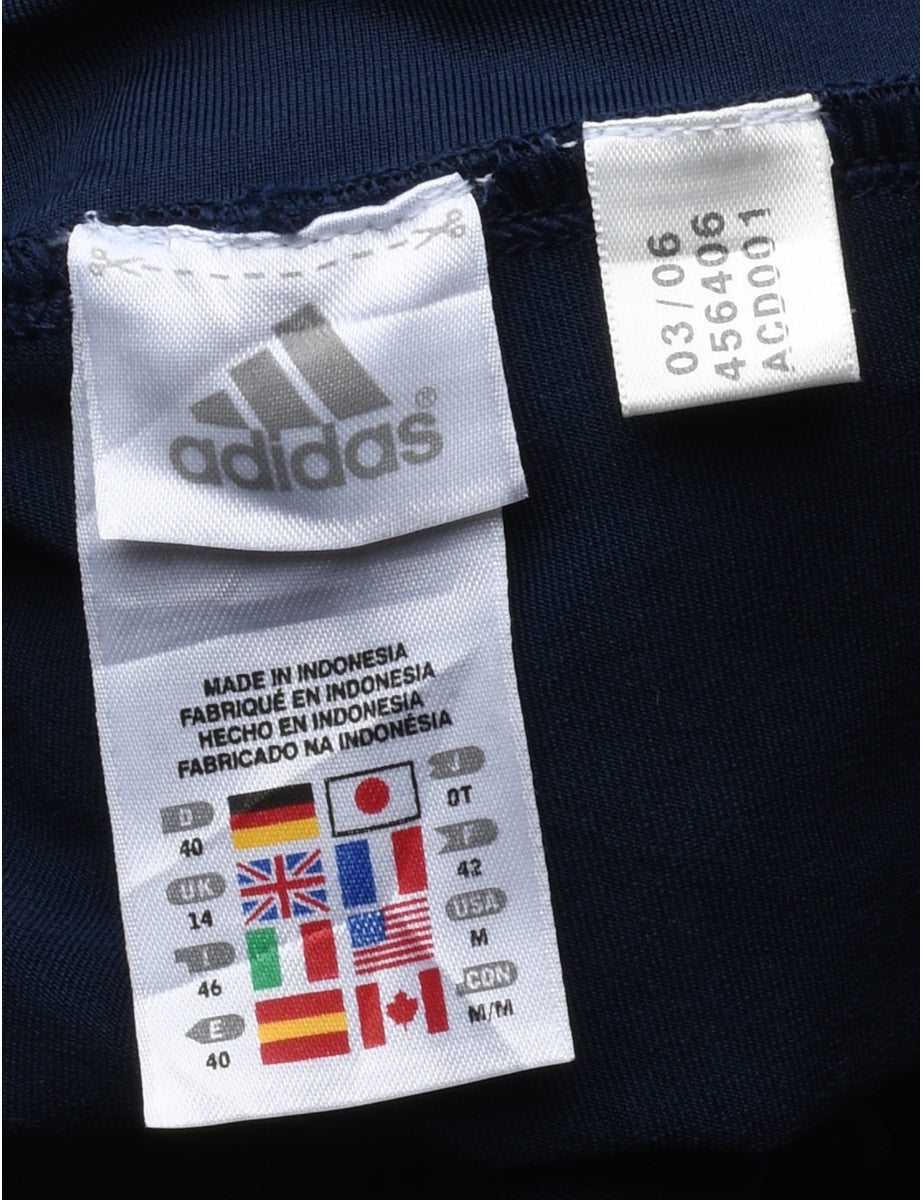 adidas®
MADE IN INDONESIA
FABRIQUÉ EN INDONESIA
HECHO EN INDONESIA
FABRICADO NA INDONÉSIA
D
40
J
OT
UK
14
F
42
I
46
USA
M
E
40
CDN
M/M
03/06
456406
ACD001